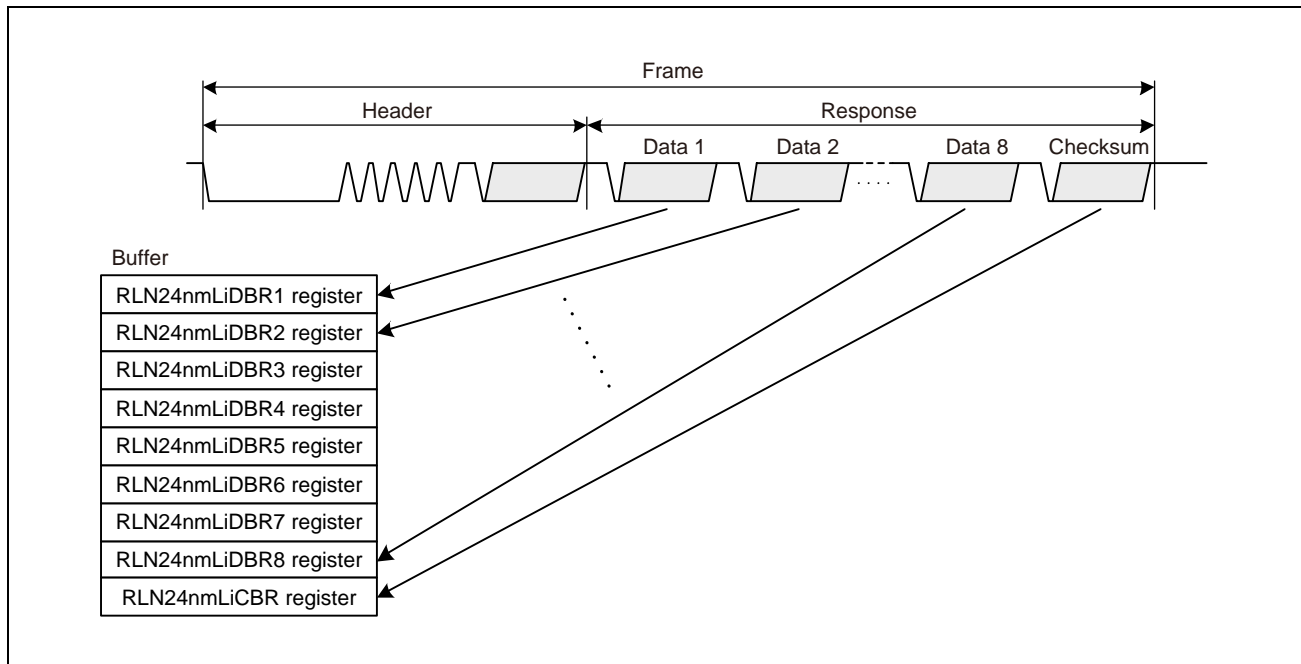 Frame
Header Response
Data 1 Data 2 Data 8 Checksum
Buffer
RLN24nmLiDBR1 register
RLN24nmLiDBR2 register
RLN24nmLiDBR3 register
RLN24nmLiDBR4 register
RLN24nmLiDBR5 register
RLN24nmLiDBR6 register
RLN24nmLiDBR7 register
RLN24nmLiDBR8 register
RLN24nmLiCBR register